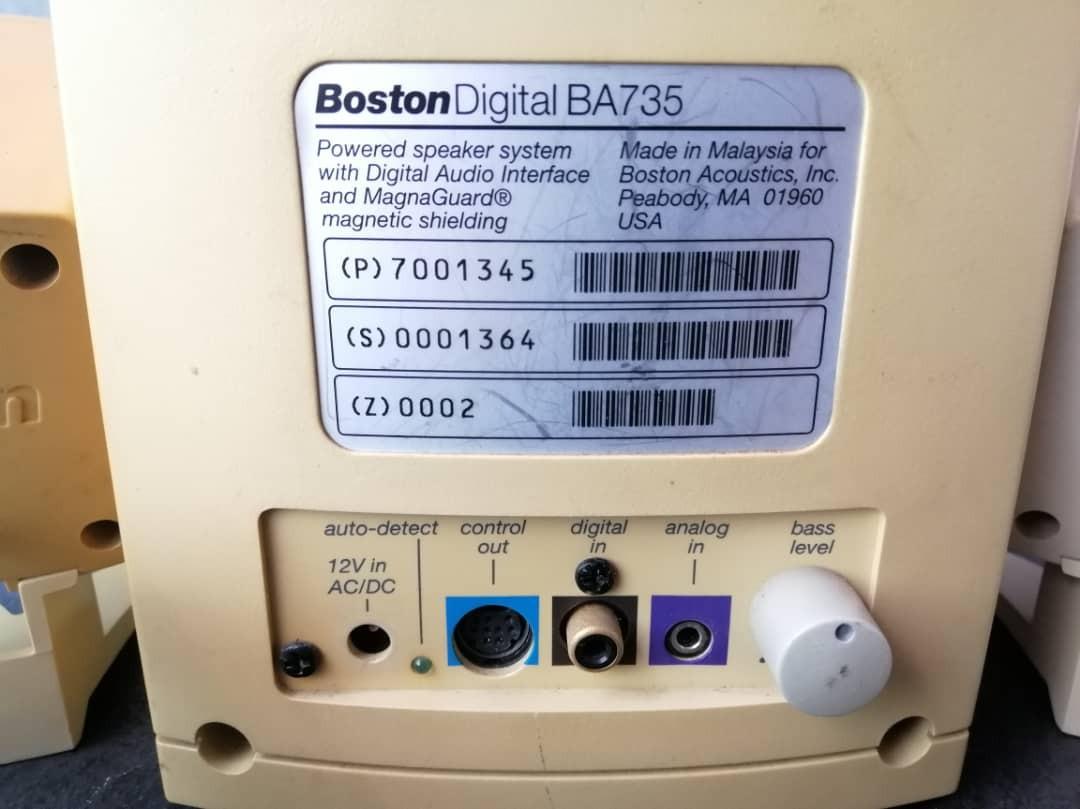 BostonDigital BA735
Powered speaker system
with Digital Audio Interface
and MagnaGuard®
magnetic shielding
Made in Malaysia for
Boston Acoustics, Inc.
Peabody, MA 01960
USA
(P)7001345
(S)0001364
(Z)0002
auto-detect
12V in
AC/DC
control
out
digital
in
analog
in
bass
level
n